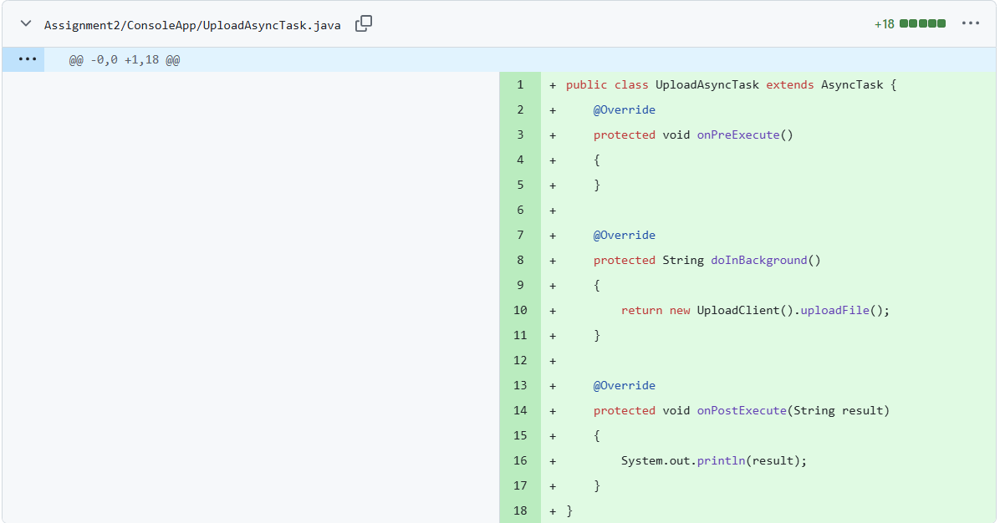 Assignment2/ConsoleApp/UploadAsyncTask.java +18
@@ -0,0 +1,18 @@
1 + public class UploadAsyncTask extends AsyncTask {
2 +     @Override
3 +     protected void onPreExecute()
4 +     {
5 +     }
6 +
7 +     @Override
8 +     protected String doInBackground()
9 +     {
10 +         return new UploadClient().uploadFile();
11 +     }
12 +
13 +     @Override
14 +     protected void onPostExecute(String result)
15 +     {
16 +         System.out.println(result);
17 +     }
18 + }